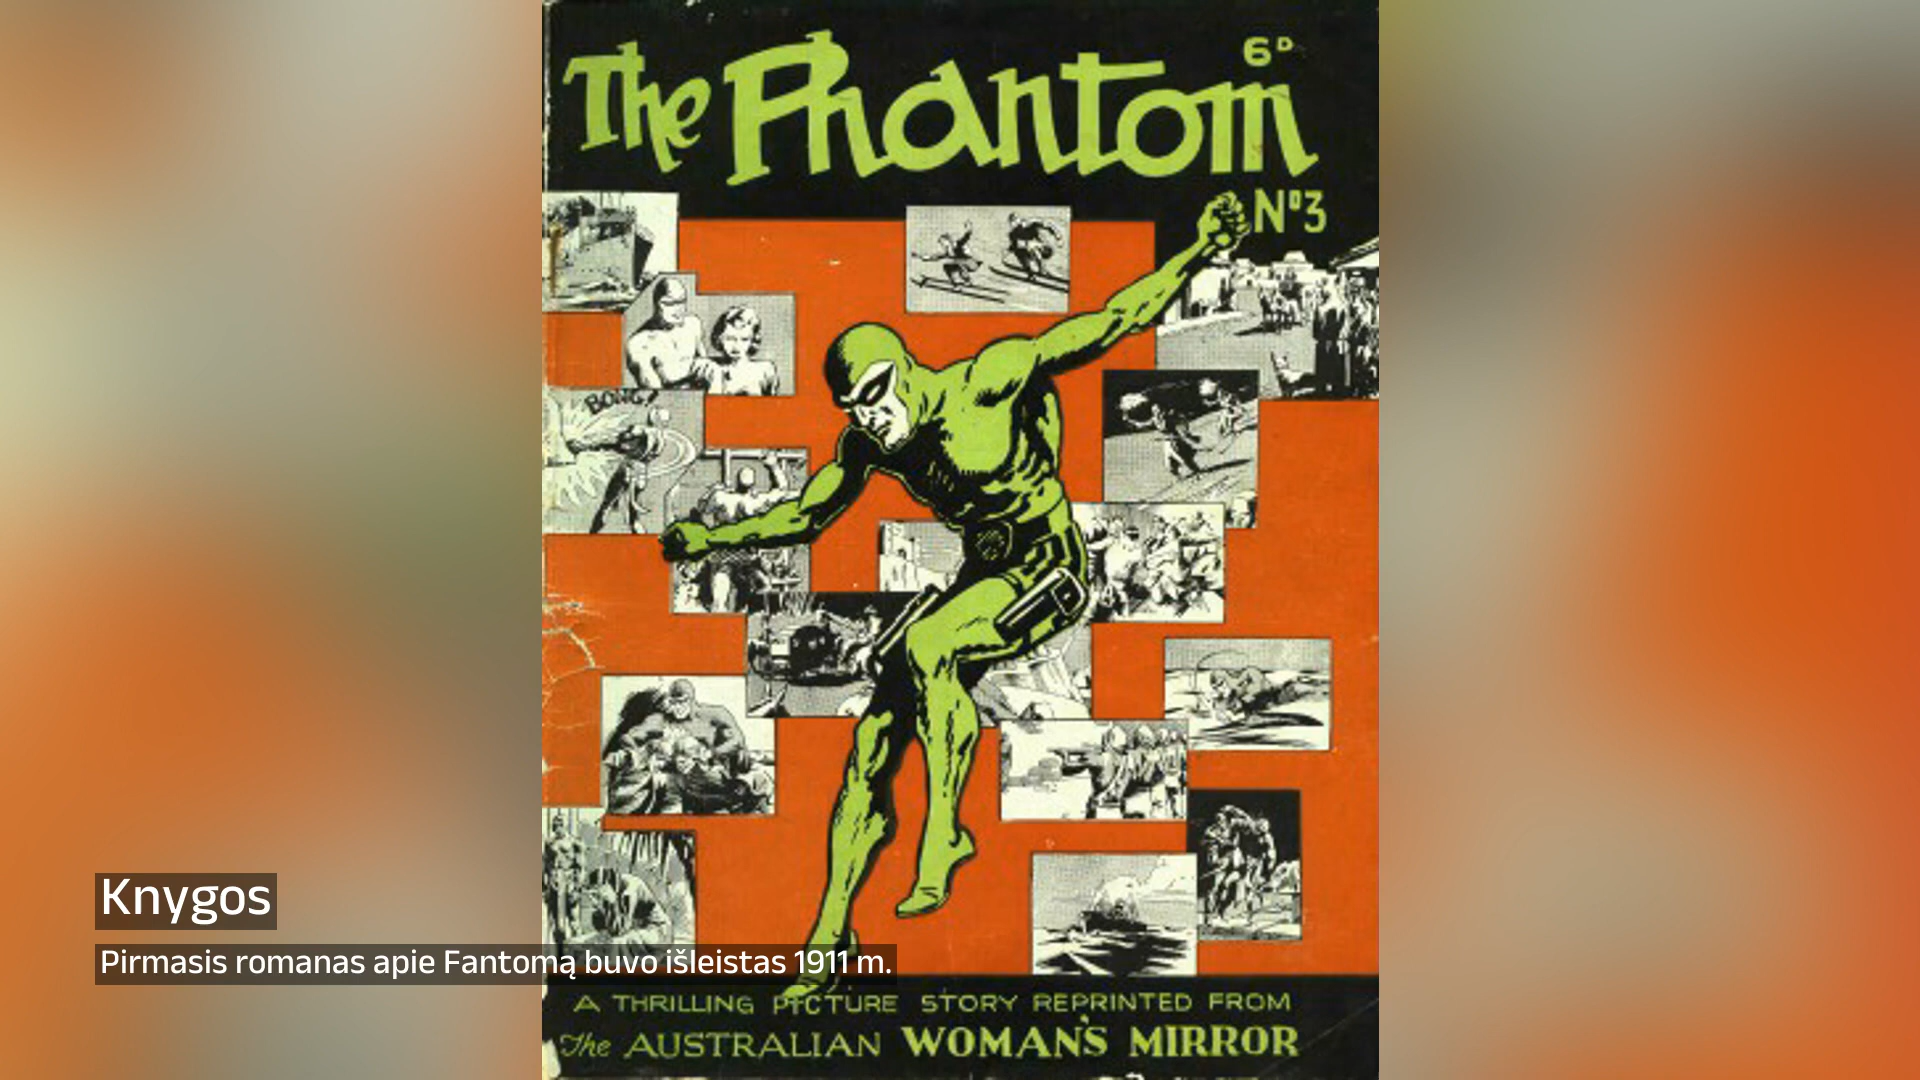 The Phantom
6D
Nº3
BONG!
Knygos
Pirmasis romanas apie Fantomą buvo išleistas 1911 m.
A THRILLING PICTURE STORY REPRINTED FROM
The AUSTRALIAN WOMAN'S MIRROR